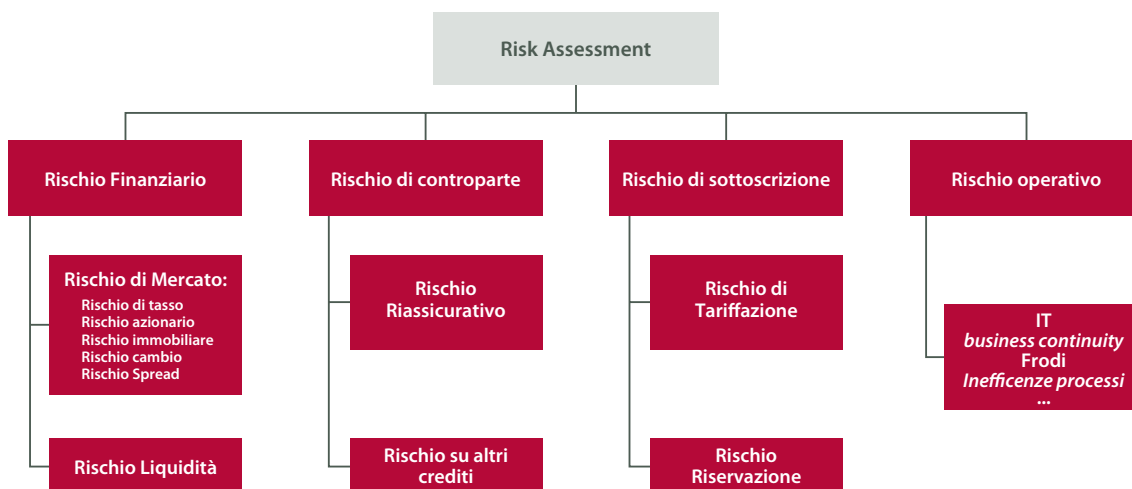 Risk Assessment
Rischio Finanziario
Rischio di controparte
Rischio di sottoscrizione
Rischio operativo
Rischio di Mercato:
Rischio di tasso
Rischio azionario
Rischio immobiliare
Rischio cambio
Rischio Spread
Rischio
Riassicurativo
Rischio di
Tariffazione
IT
business continuity
Frodi
Inefficenze processi
...
Rischio Liquidità
Rischio su altri
crediti
Rischio
Riservazione